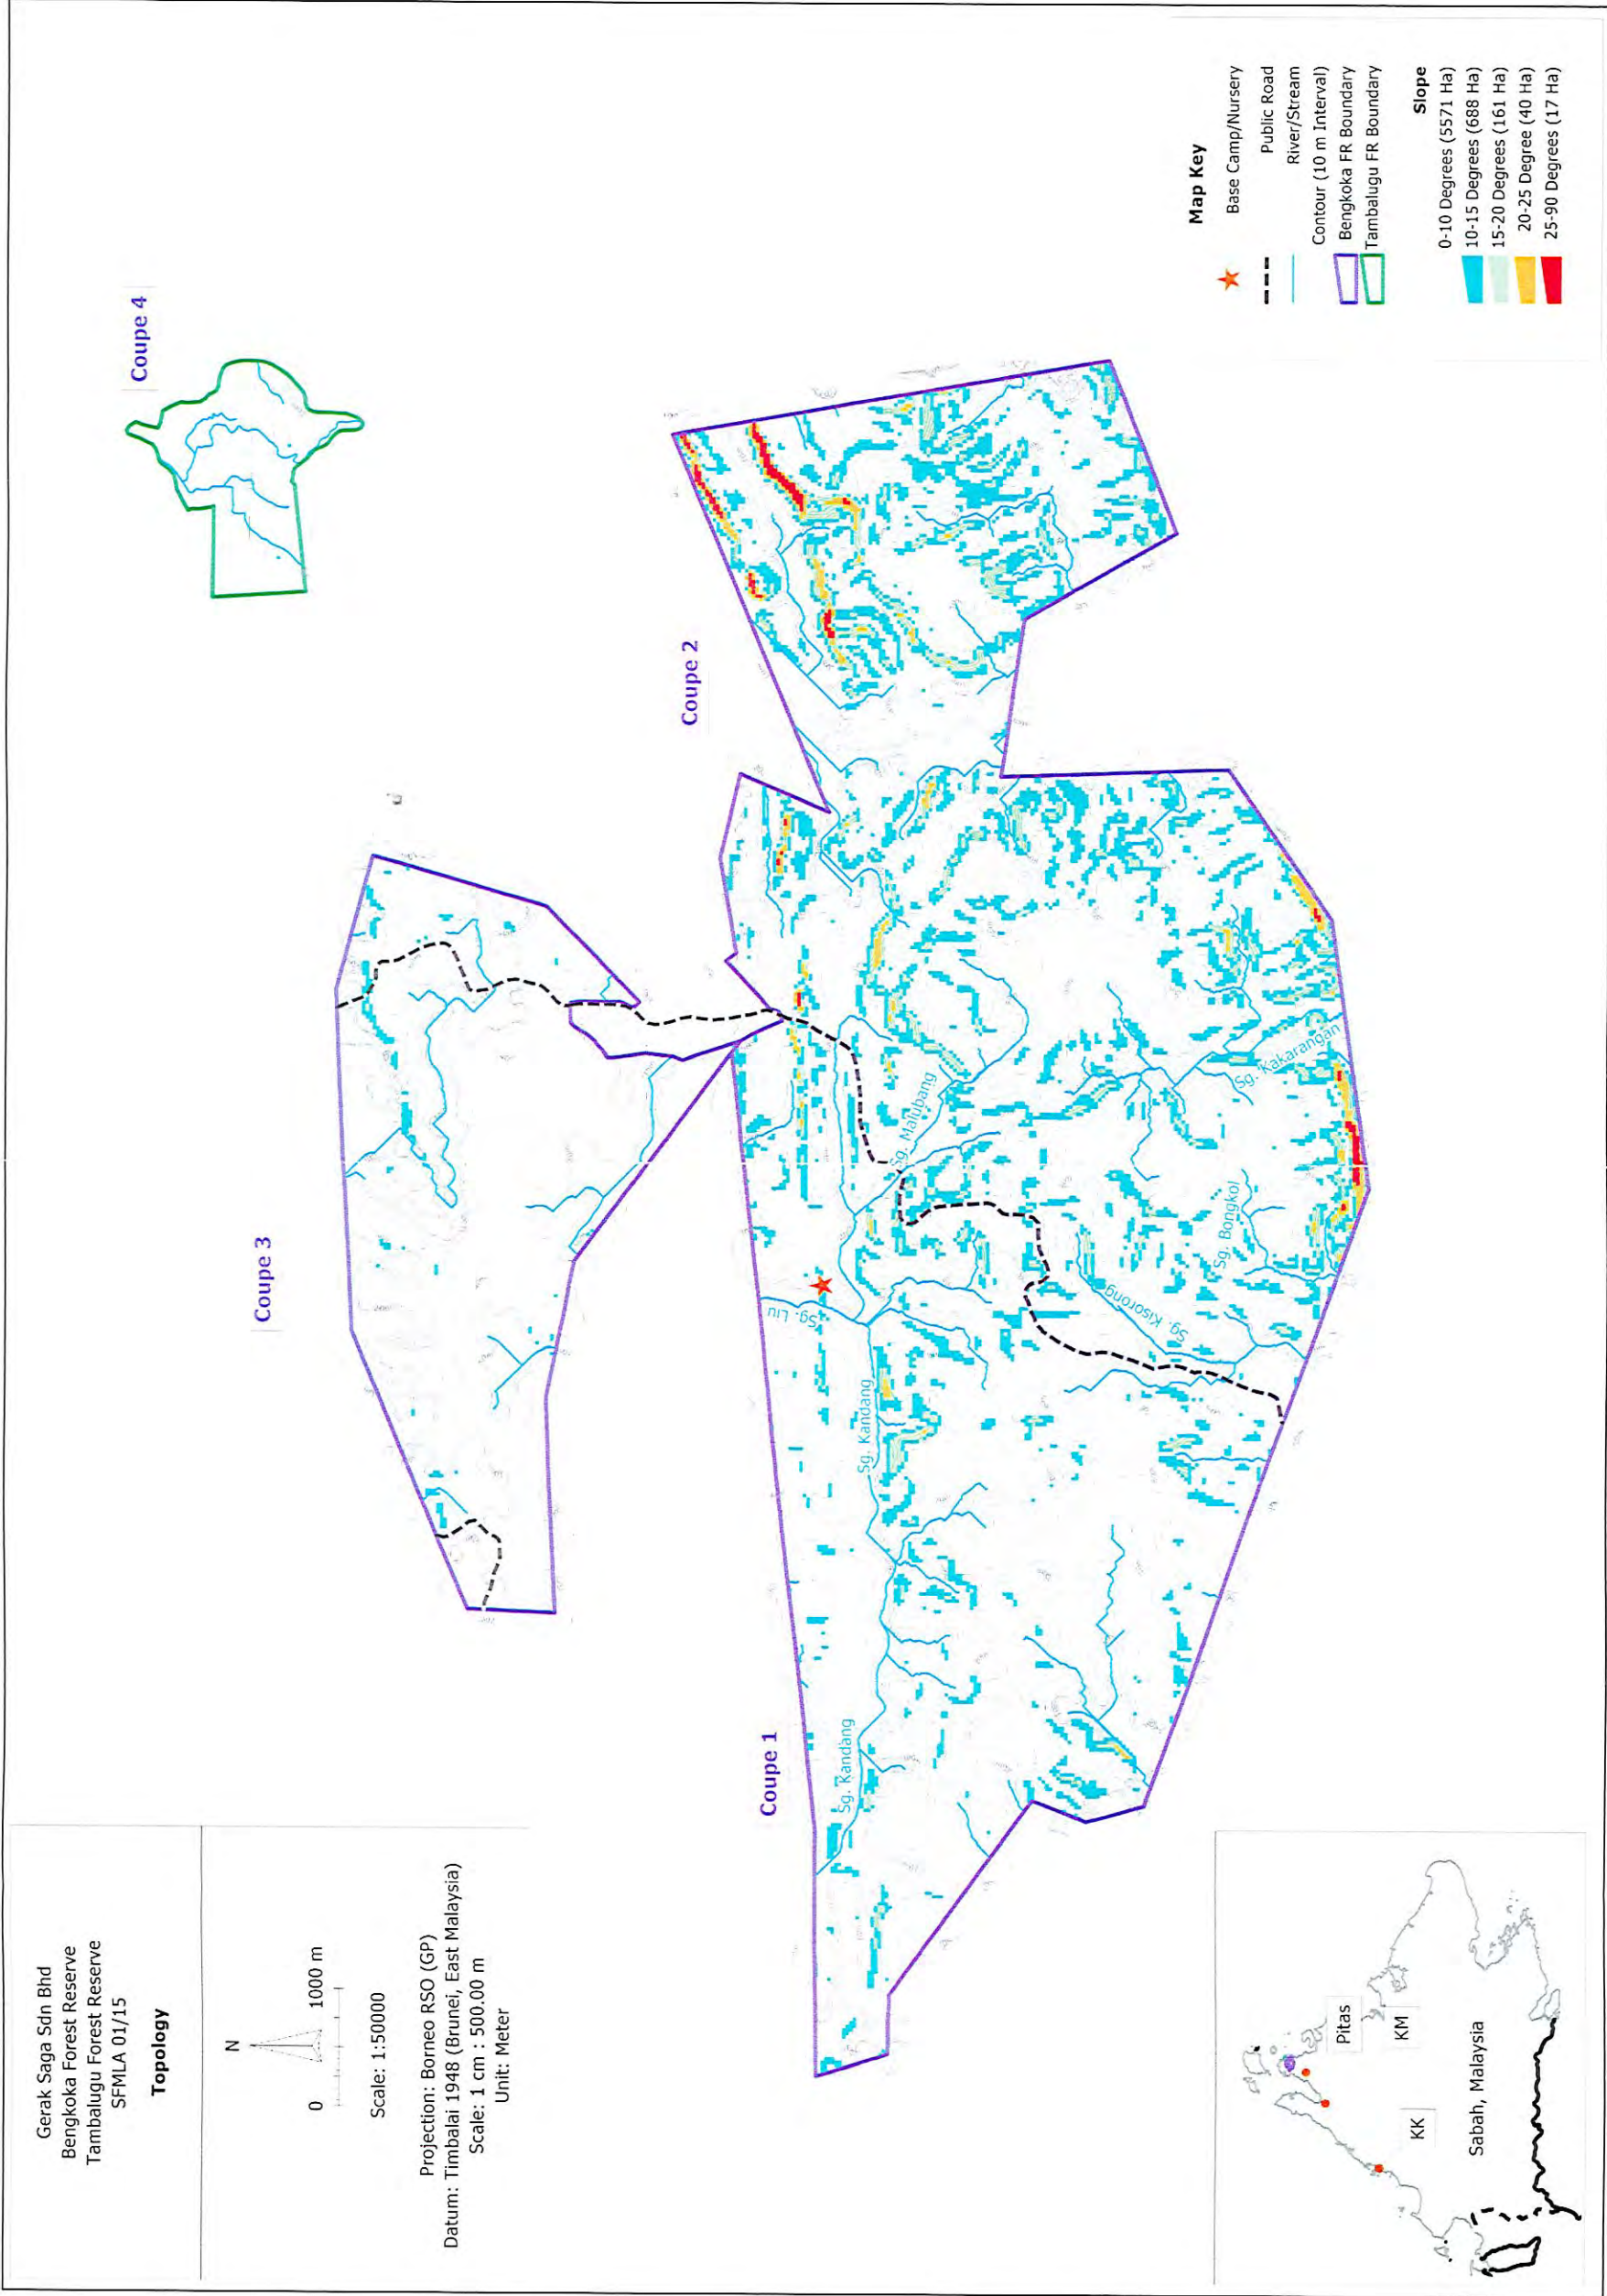 Gerak Saga Sdn Bhd
Bengkoka Forest Reserve
Tambalugu Forest Reserve
SFMLA 01/15
Topology
N
0 1000 m
Scale: 1:50000
Projection: Borneo RSO (GP)
Datum: Timbalai 1948 (Brunei, East Malaysia)
Scale: 1 cm : 500.00 m
Unit: Meter
Coupe 3
Coupe 4
Coupe 1
Coupe 2
Sg. Kandang
Sg. Kandang
Sg. Liu
Sg. Malubang
Sg. Kisorong
Sg. Bongkol
Sg. Kakarangan
Map Key
Base Camp/Nursery
Public Road
River/Stream
Contour (10 m Interval)
Bengkoka FR Boundary
Tambalugu FR Boundary
Slope
0-10 Degrees (5571 Ha)
10-15 Degrees (688 Ha)
15-20 Degrees (161 Ha)
20-25 Degree (40 Ha)
25-90 Degrees (17 Ha)
Pitas
KM
KK
Sabah, Malaysia